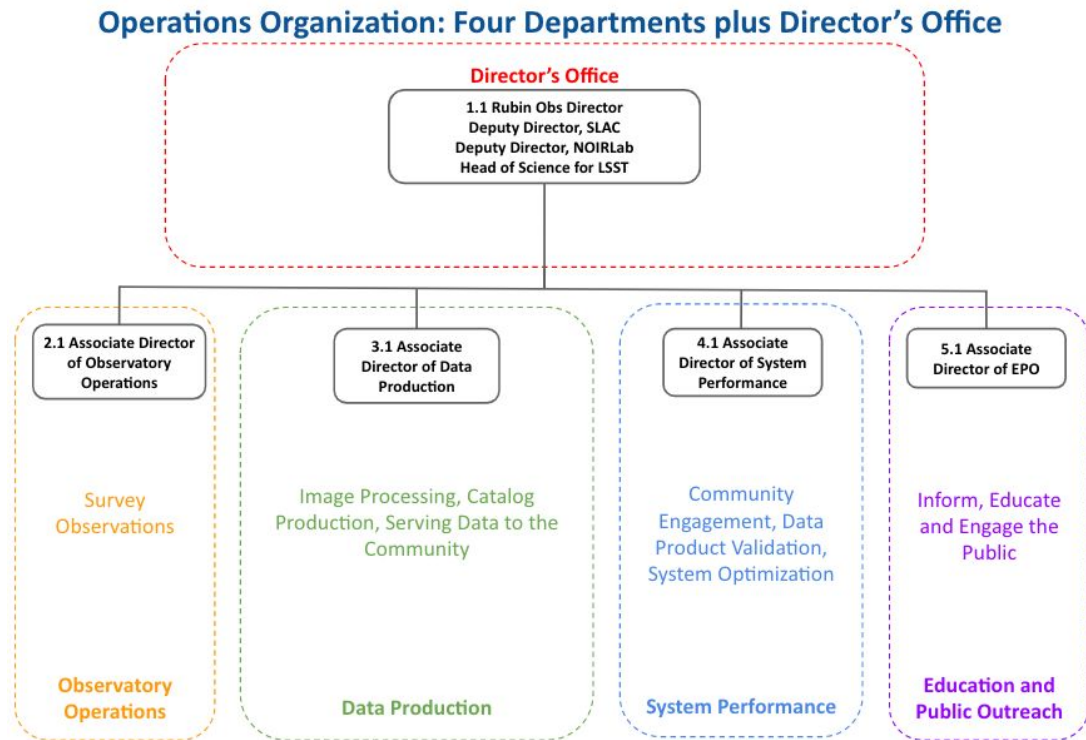 Operations Organization: Four Departments plus Director’s Office
Director’s Office
1.1 Rubin Obs Director
Deputy Director, SLAC
Deputy Director, NOIRLab
Head of Science for LSST
2.1 Associate Director
of Observatory
Operations
3.1 Associate
Director of Data
Production
4.1 Associate
Director of System
Performance
5.1 Associate
Director of EPO
Survey
Observations
Image Processing, Catalog
Production, Serving Data to the
Community
Community
Engagement, Data
Product Validation,
System Optimization
Inform, Educate
and Engage the
Public
Observatory
Operations
Data Production
System Performance
Education and
Public Outreach